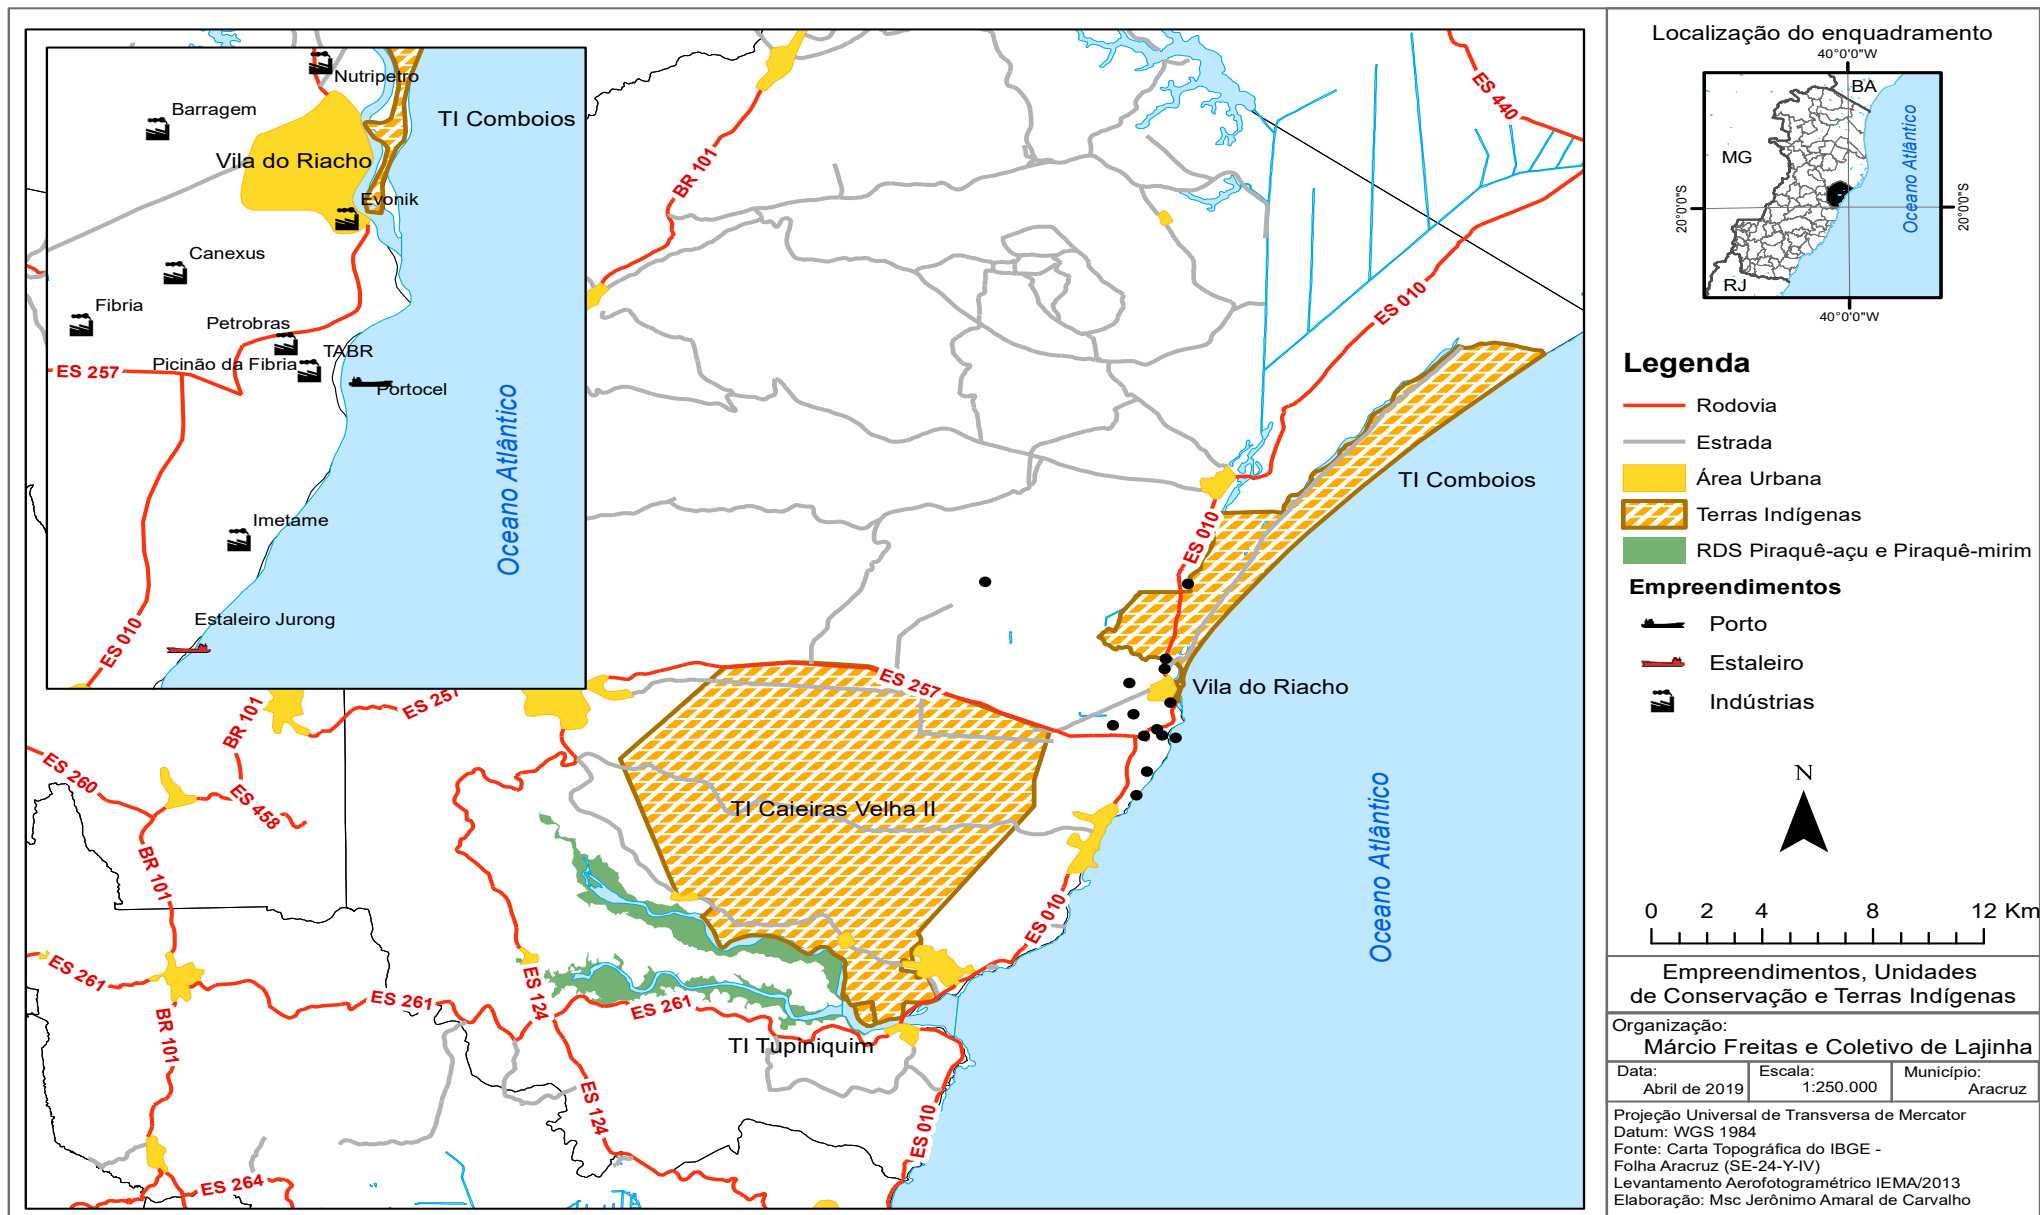 Nutripetro
Barragem
TI Comboios
Vila do Riacho
Evonik
Canexus
Fibria
Petrobras
TABR
Picinão da Fibria
ES 257
Portocel
Oceano Atlântico
Imetame
Estaleiro Jurong
ES 010
BR 101
ES 440
ES 010
TI Comboios
ES 010
Vila do Riacho
ES 257
ES 257
BR 101
ES 260
ES 458
TI Caieiras Velha II
Oceano Atlântico
BR 101
ES 010
ES 261
ES 124
ES 261
ES 261
BR 101
TI Tupiniquim
ES 124
ES 010
ES 264
Localização do enquadramento
40°0'0"W
BA
MG
Oceano Atlântico
20°0'0"S
20°0'0"S
RJ
40°0'0"W
Legenda
Rodovia
Estrada
Área Urbana
Terras Indígenas
RDS Piraquê-açu e Piraquê-mirim
Empreendimentos
Porto
Estaleiro
Indústrias
N
0 2 4 8 12 Km
Empreendimentos, Unidades
de Conservação e Terras Indígenas
Organização:
Márcio Freitas e Coletivo de Lajinha
Data:
Abril de 2019
Escala:
1:250.000
Município:
Aracruz
Projeção Universal de Transversa de Mercator
Datum: WGS 1984
Fonte: Carta Topográfica do IBGE -
Folha Aracruz (SE-24-Y-IV)
Levantamento Aerofotogramétrico IEMA/2013
Elaboração: Msc Jerônimo Amaral de Carvalho